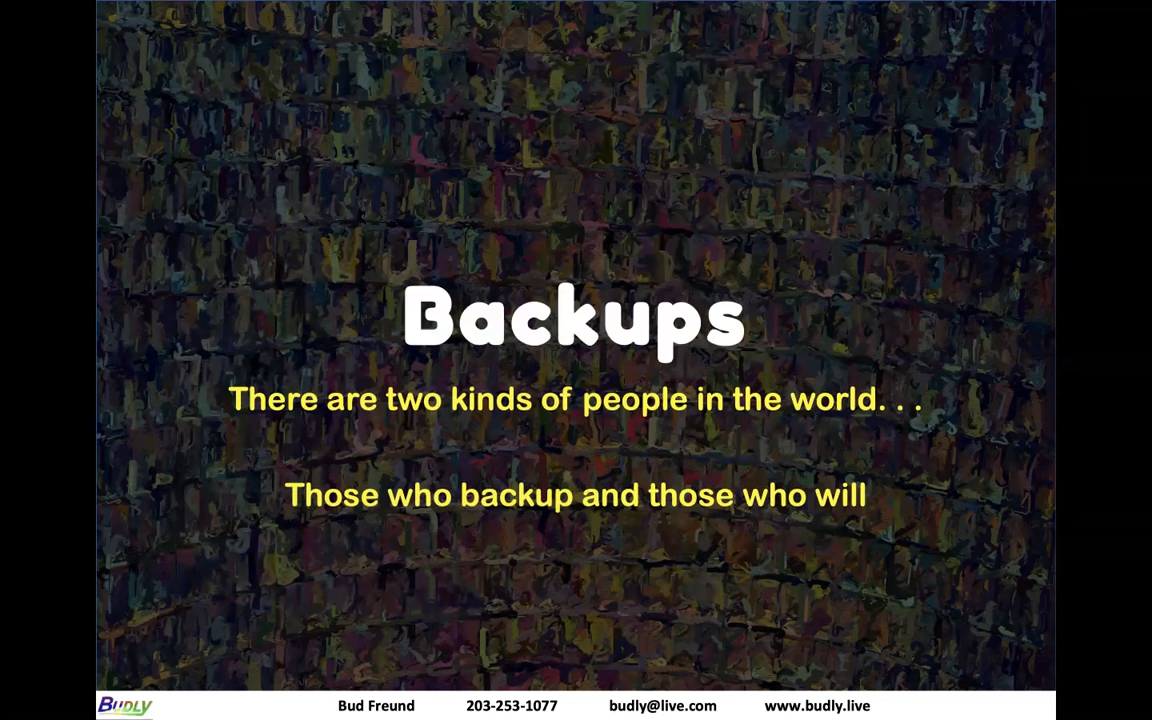 Backups
There are two kinds of people in the world. . .
Those who backup and those who will
BUDLY Bud Freund 203-253-1077 budly@live.com www.budly.live